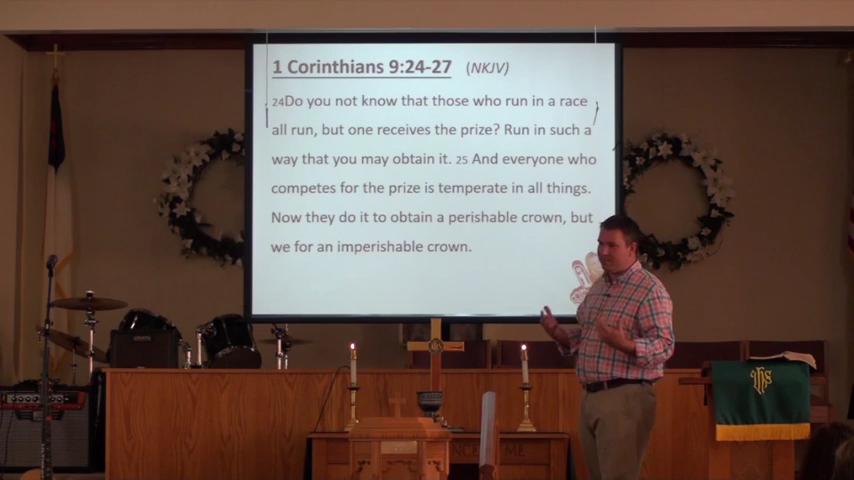 1 Corinthians 9:24-27 (NKJV)
24Do you not know that those who run in a race
all run, but one receives the prize? Run in such a
way that you may obtain it. 25 And everyone who
competes for the prize is temperate in all things.
Now they do it to obtain a perishable crown, but
we for an imperishable crown.
IHS
ME